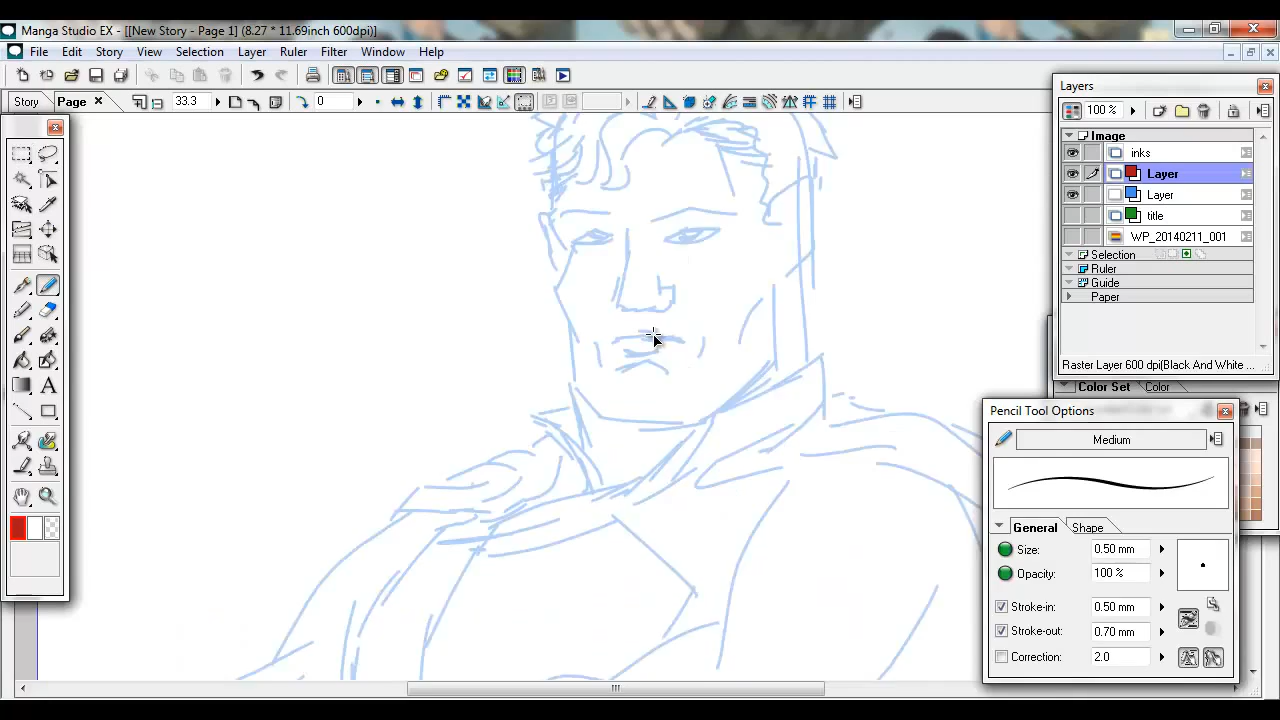 Manga Studio EX - [[New Story - Page 1] (8.27 * 11.69inch 600dpi)]
File Edit Story View Selection Layer Ruler Filter Window Help
Story Page 33.3 0
Layers
100 %
Image
inks
Layer
Layer
title
WP_20140211_001
Selection
Ruler
Guide
Paper
Raster Layer 600 dpi(Black And White ...
Color Set Color
Pencil Tool Options
Medium
General Shape
Size: 0.50 mm
Opacity: 100 %
Stroke-in: 0.50 mm
Stroke-out: 0.70 mm
Correction: 2.0